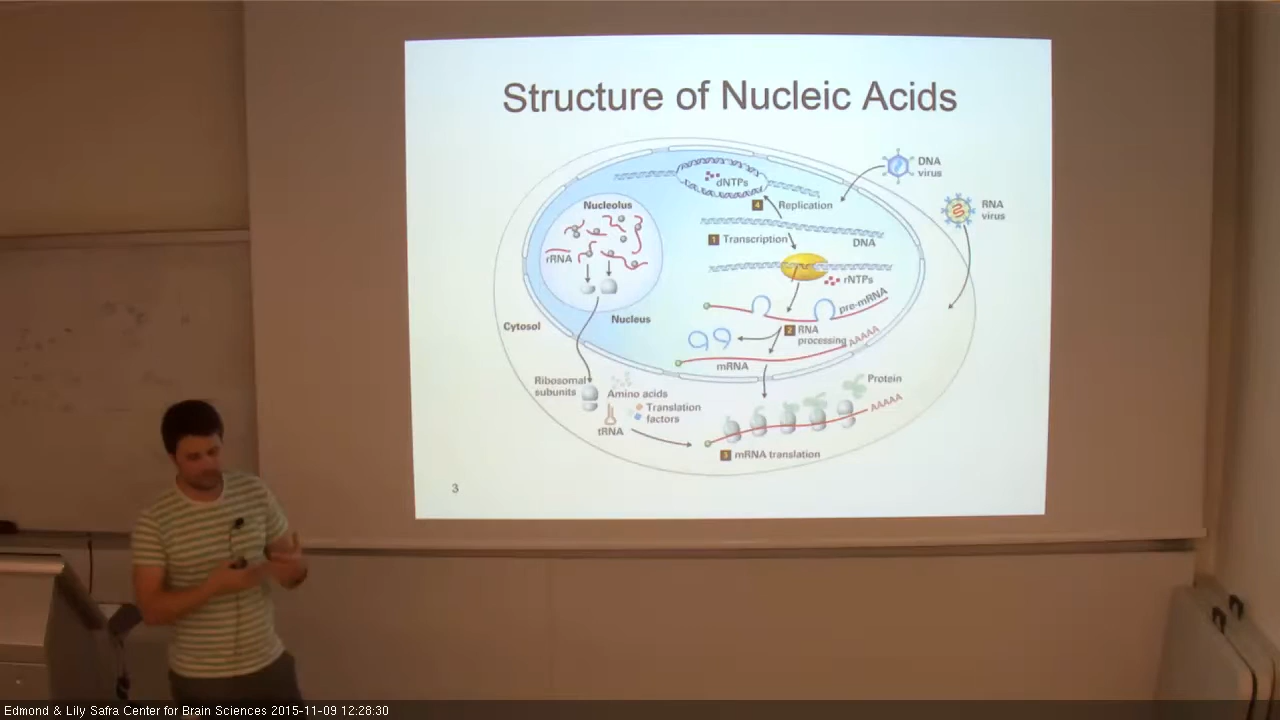 Structure of Nucleic Acids
DNA
virus
dNTPs
RNA
virus
Nucleolus
4 Replication
1 Transcription
DNA
rRNA
rNTPs
pre-mRNA
Nucleus
Cytosol
2 RNA
processing
AAAAA
mRNA
Ribosomal
subunits
Amino acids
Protein
Translation
factors
AAAAA
tRNA
3 mRNA translation
3
Edmond & Lily Safra Center for Brain Sciences 2015-11-09 12:28:30